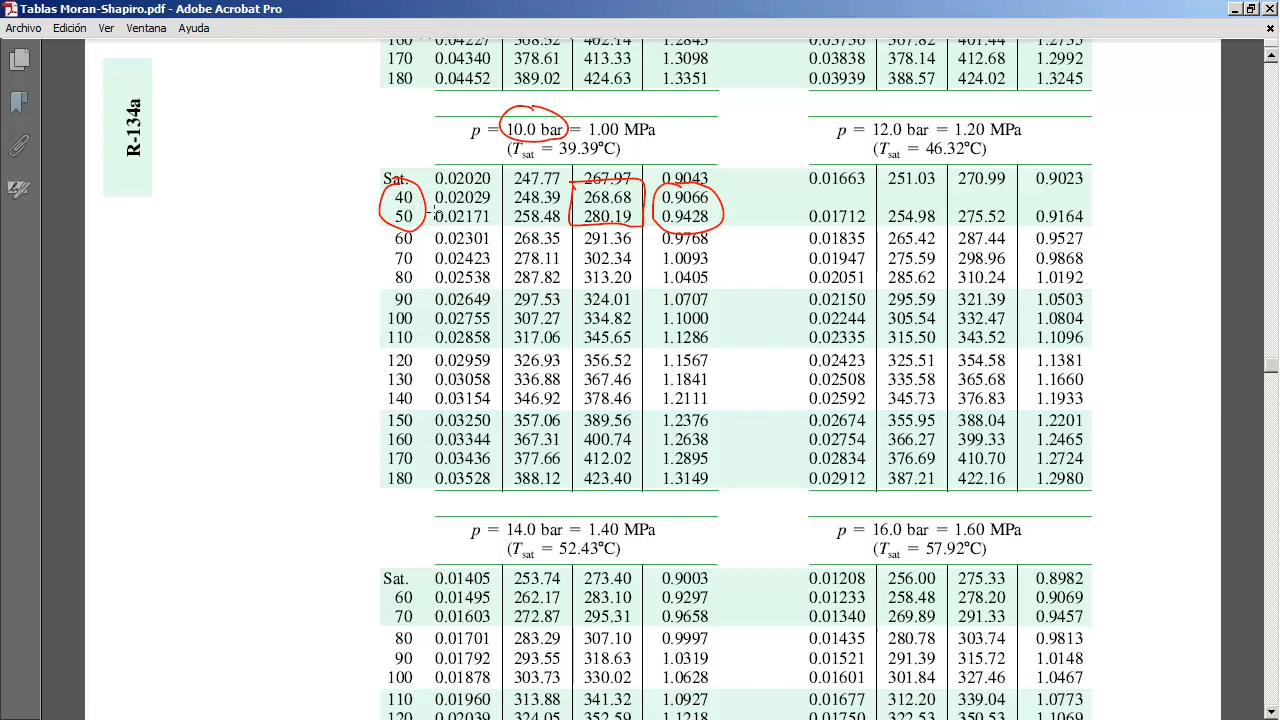 Tablas Moran-Shapiro.pdf - Adobe Acrobat Pro
Archivo Edición Ver Ventana Ayuda
R-134a
170 0.04340 378.61 413.33 1.3098 0.03838 378.14 412.68 1.2992
180 0.04452 389.02 424.63 1.3351 0.03939 388.57 424.02 1.3245
p = 10.0 bar = 1.00 MPa p = 12.0 bar = 1.20 MPa
(Tsat = 39.39°C) (Tsat = 46.32°C)
Sat. 0.02020 247.77 267.97 0.9043 0.01663 251.03 270.99 0.9023
40 0.02029 248.39 268.68 0.9066
50 0.02171 258.48 280.19 0.9428 0.01712 254.98 275.52 0.9164
60 0.02301 268.35 291.36 0.9768 0.01835 265.42 287.44 0.9527
70 0.02423 278.11 302.34 1.0093 0.01947 275.59 298.96 0.9868
80 0.02538 287.82 313.20 1.0405 0.02051 285.62 310.24 1.0192
90 0.02649 297.53 324.01 1.0707 0.02150 295.59 321.39 1.0503
100 0.02755 307.27 334.82 1.1000 0.02244 305.54 332.47 1.0804
110 0.02858 317.06 345.65 1.1286 0.02335 315.50 343.52 1.1096
120 0.02959 326.93 356.52 1.1567 0.02423 325.51 354.58 1.1381
130 0.03058 336.88 367.46 1.1841 0.02508 335.58 365.68 1.1660
140 0.03154 346.92 378.46 1.2111 0.02592 345.73 376.83 1.1933
150 0.03250 357.06 389.56 1.2376 0.02674 355.95 388.04 1.2201
160 0.03344 367.31 400.74 1.2638 0.02754 366.27 399.33 1.2465
170 0.03436 377.66 412.02 1.2895 0.02834 376.69 410.70 1.2724
180 0.03528 388.12 423.40 1.3149 0.02912 387.21 422.16 1.2980
p = 14.0 bar = 1.40 MPa p = 16.0 bar = 1.60 MPa
(Tsat = 52.43°C) (Tsat = 57.92°C)
Sat. 0.01405 253.74 273.40 0.9003 0.01208 256.00 275.33 0.8982
60 0.01495 262.17 283.10 0.9297 0.01233 258.48 278.20 0.9069
70 0.01603 272.87 295.31 0.9658 0.01340 269.89 291.33 0.9457
80 0.01701 283.29 307.10 0.9997 0.01435 280.78 303.74 0.9813
90 0.01792 293.55 318.63 1.0319 0.01521 291.39 315.72 1.0148
100 0.01878 303.73 330.02 1.0628 0.01601 301.84 327.46 1.0467
110 0.01960 313.88 341.32 1.0927 0.01677 312.20 339.04 1.0773